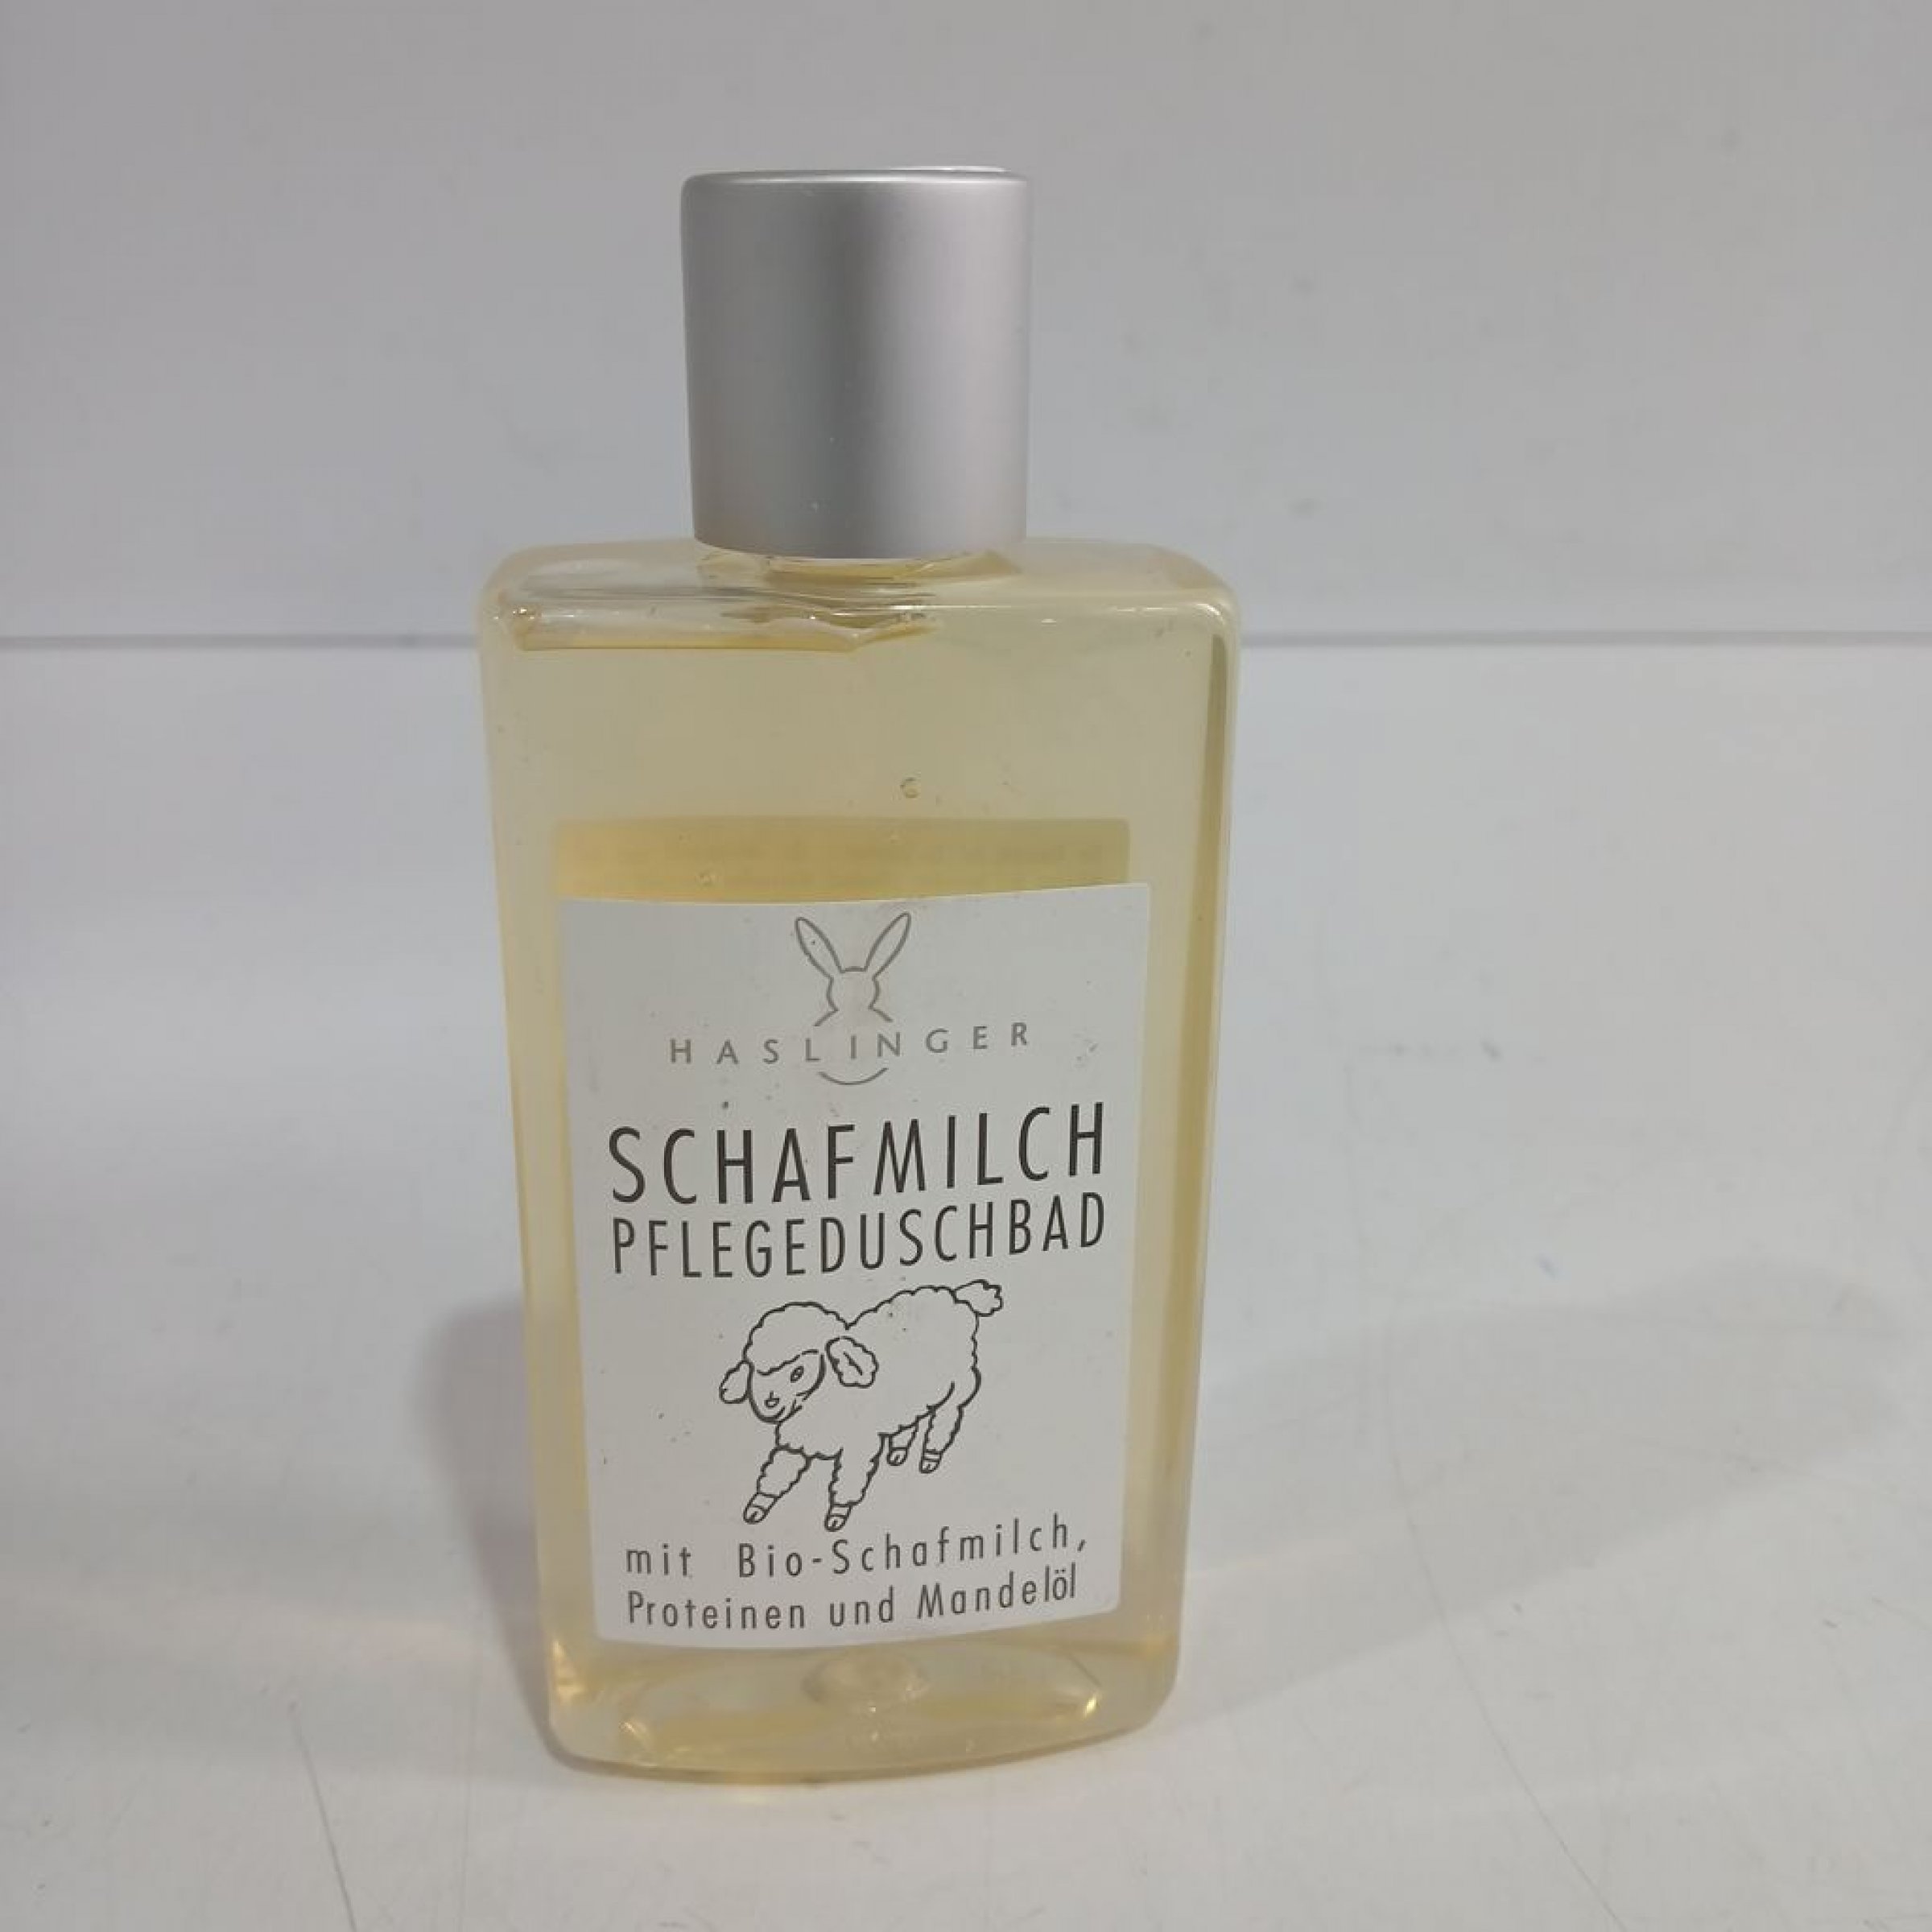 HASLINGER
SCHAFMILCH
PFLEGEDUSCHBAD
mit Bio-Schafmilch,
Proteinen und Mandelöl